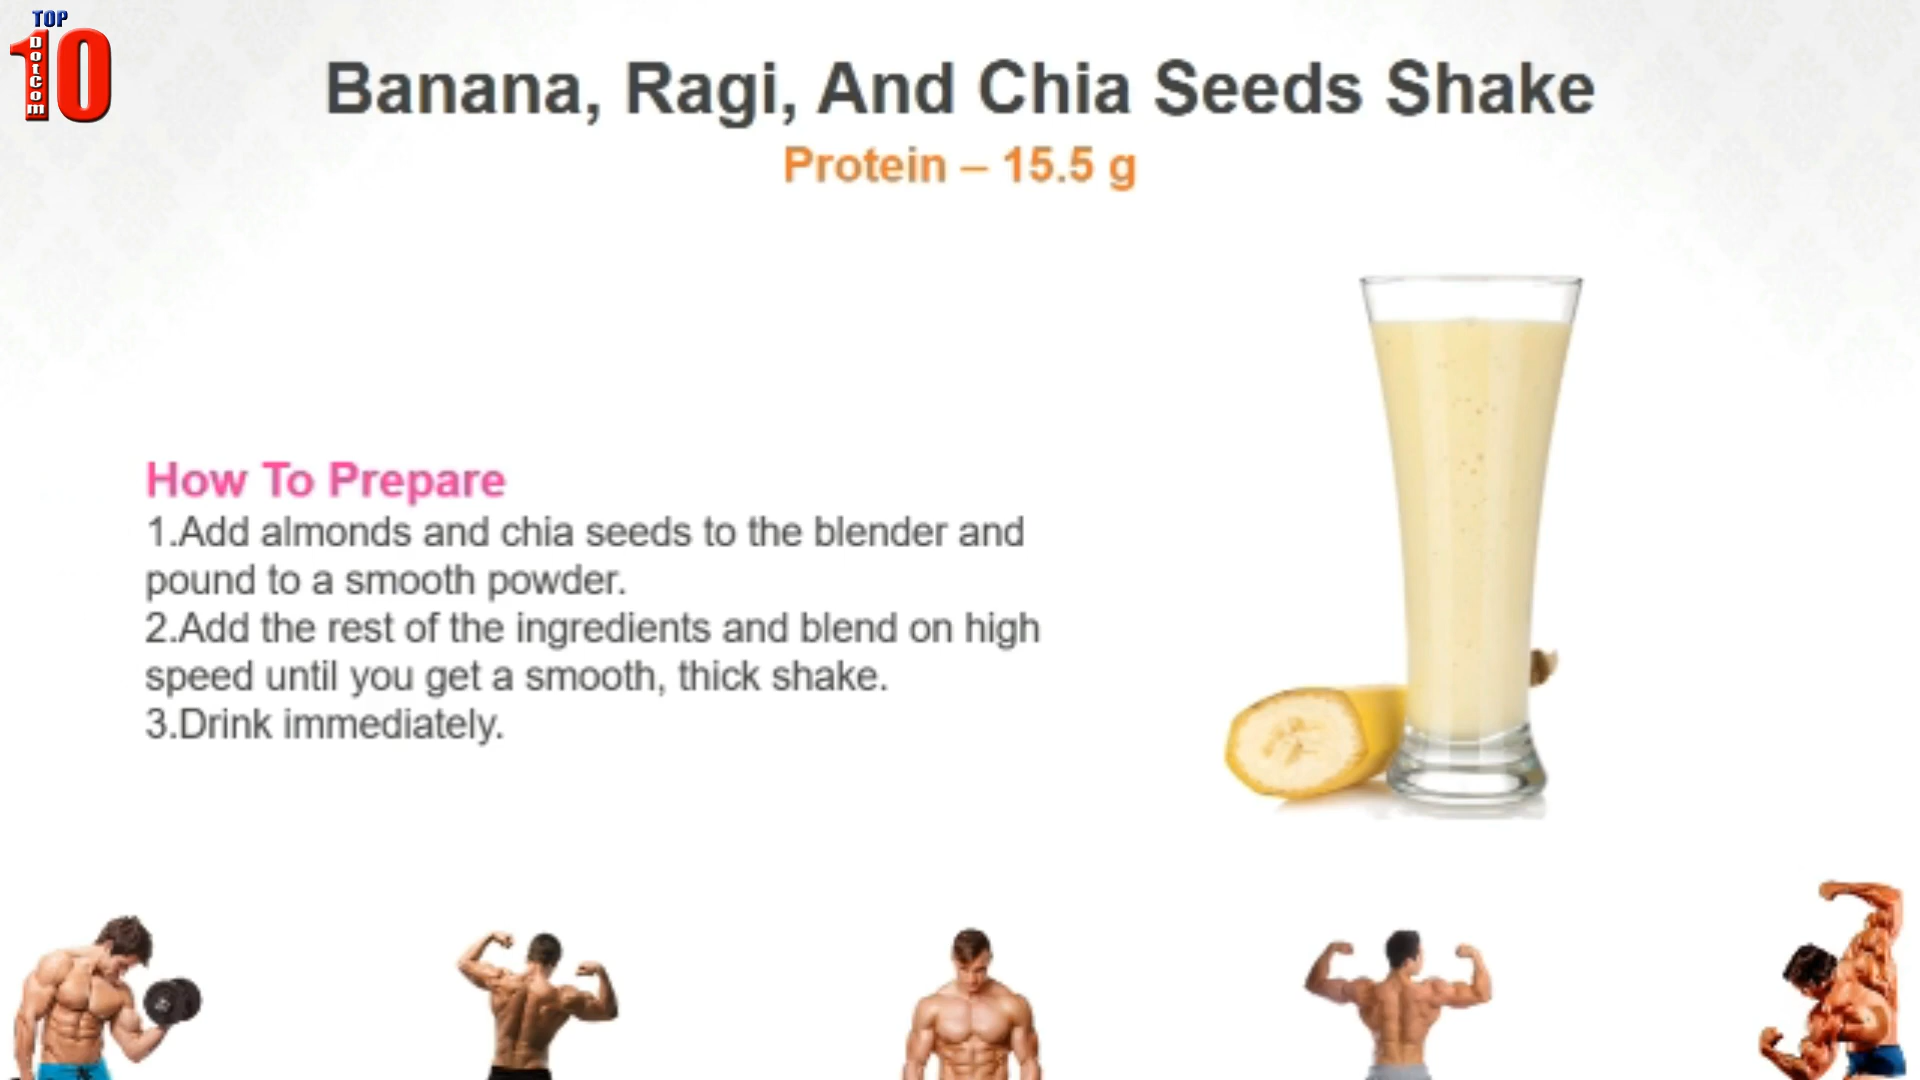 TOP
10
DotCom
Banana, Ragi, And Chia Seeds Shake
Protein – 15.5 g
How To Prepare
1.Add almonds and chia seeds to the blender and
pound to a smooth powder.
2.Add the rest of the ingredients and blend on high
speed until you get a smooth, thick shake.
3.Drink immediately.